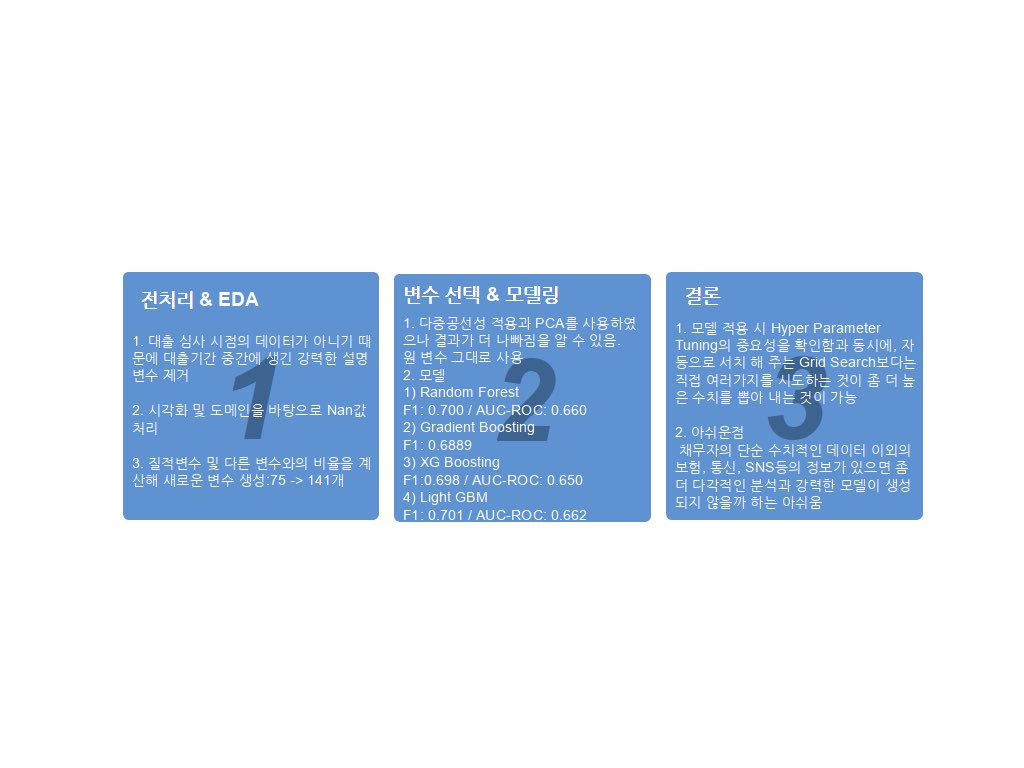 전처리 & EDA
1. 대출 심사 시점의 데이터가 아니기 때
문에 대출기간 중간에 생긴 강력한 설명
변수 제거
2. 시각화 및 도메인을 바탕으로 Nan값
처리
3. 질적변수 및 다른 변수와의 비율을 계
산해 새로운 변수 생성:75 -> 141개
1
변수 선택 & 모델링
1. 다중공선성 적용과 PCA를 사용하였
으나 결과가 더 나빠짐을 알 수 있음.
원 변수 그대로 사용
2. 모델
1) Random Forest
F1: 0.700 / AUC-ROC: 0.660
2) Gradient Boosting
F1: 0.6889
3) XG Boosting
F1:0.698 / AUC-ROC: 0.650
4) Light GBM
F1: 0.701 / AUC-ROC: 0.662
2
결론
1. 모델 적용 시 Hyper Parameter
Tuning의 중요성을 확인함과 동시에, 자
동으로 서치 해 주는 Grid Search보다는
직접 여러가지를 시도하는 것이 좀 더 높
은 수치를 뽑아 내는 것이 가능
2. 아쉬운점
채무자의 단순 수치적인 데이터 이외의
보험, 통신, SNS등의 정보가 있으면 좀
더 다각적인 분석과 강력한 모델이 생성
되지 않을까 하는 아쉬움
3